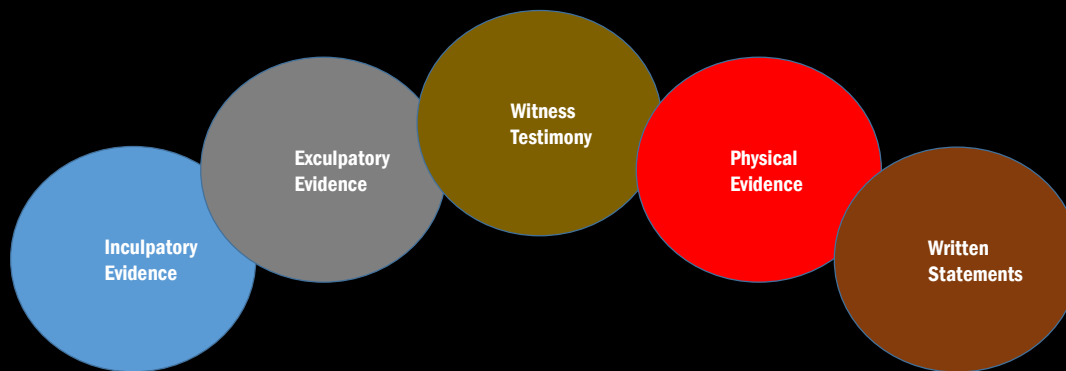 Inculpatory
Evidence
Exculpatory
Evidence
Witness
Testimony
Physical
Evidence
Written
Statements